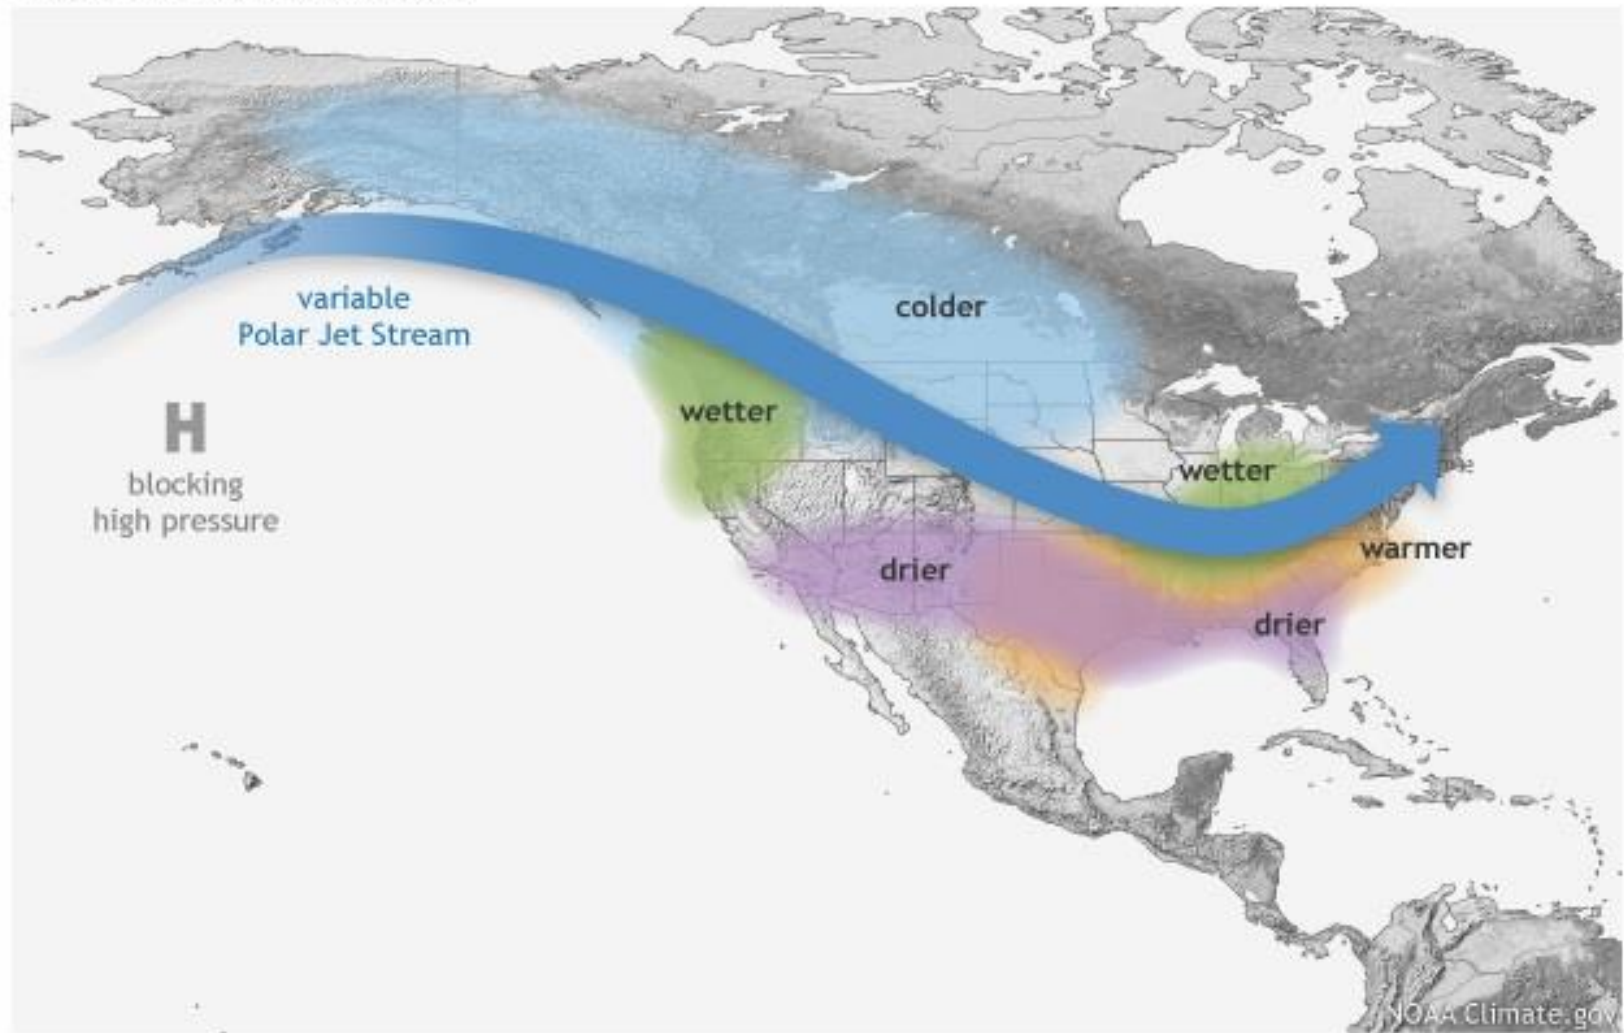 variable
Polar Jet Stream
colder
H
blocking
high pressure
wetter
wetter
warmer
drier
drier
NOAA Climate.gov